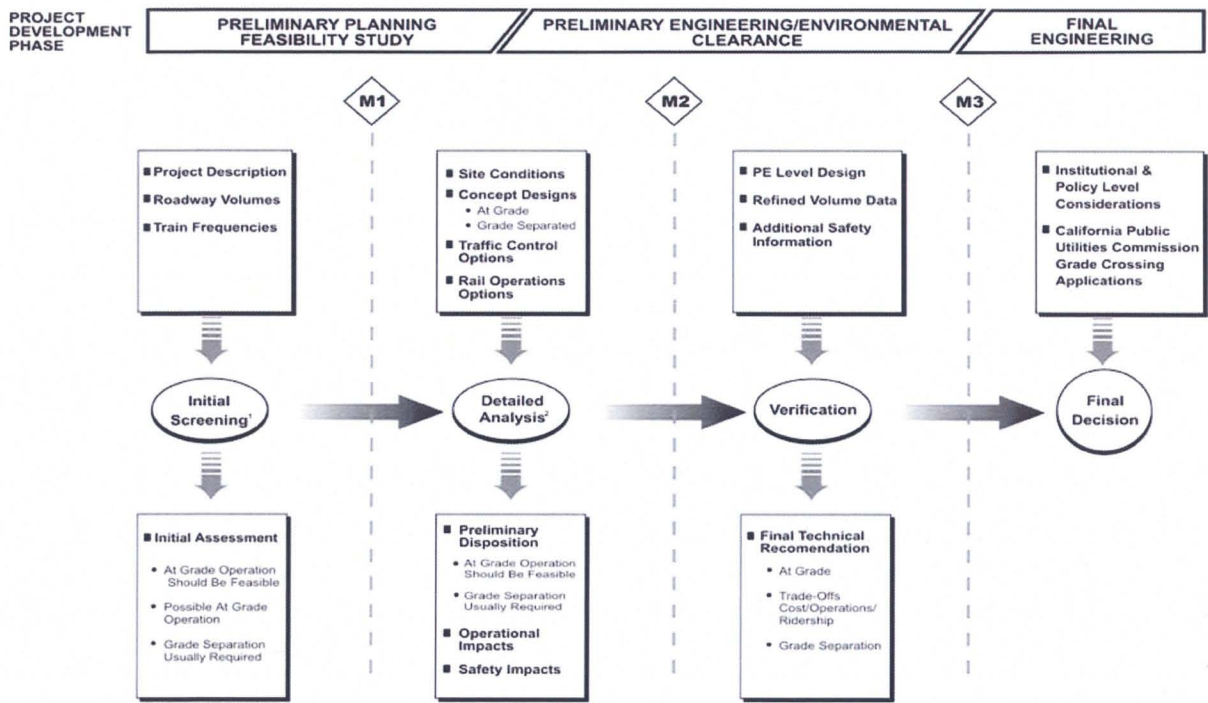 PROJECT
DEVELOPMENT
PHASE
PRELIMINARY PLANNING
FEASIBILITY STUDY
PRELIMINARY ENGINEERING/ENVIRONMENTAL
CLEARANCE
FINAL
ENGINEERING
M1
M2
M3
■ Project Description
■ Roadway Volumes
■ Train Frequencies
■ Site Conditions
■ Concept Designs
• At Grade
• Grade Separated
■ Traffic Control
Options
■ Rail Operations
Options
■ PE Level Design
■ Refined Volume Data
■ Additional Safety
Information
■ Institutional &
Policy Level
Considerations
■ California Public
Utilities Commission
Grade Crossing
Applications
Initial
Screening¹
Detailed
Analysis²
Verification
Final
Decision
■ Initial Assessment
• At Grade Operation
Should Be Feasible
• Possible At Grade
Operation
• Grade Separation
Usually Required
■ Preliminary
Disposition
• At Grade Operation
Should Be Feasible
• Grade Separation
Usually Required
■ Operational
Impacts
■ Safety Impacts
■ Final Technical
Recomendation
• At Grade
• Trade-Offs
Cost/Operations/
Ridership
• Grade Separation